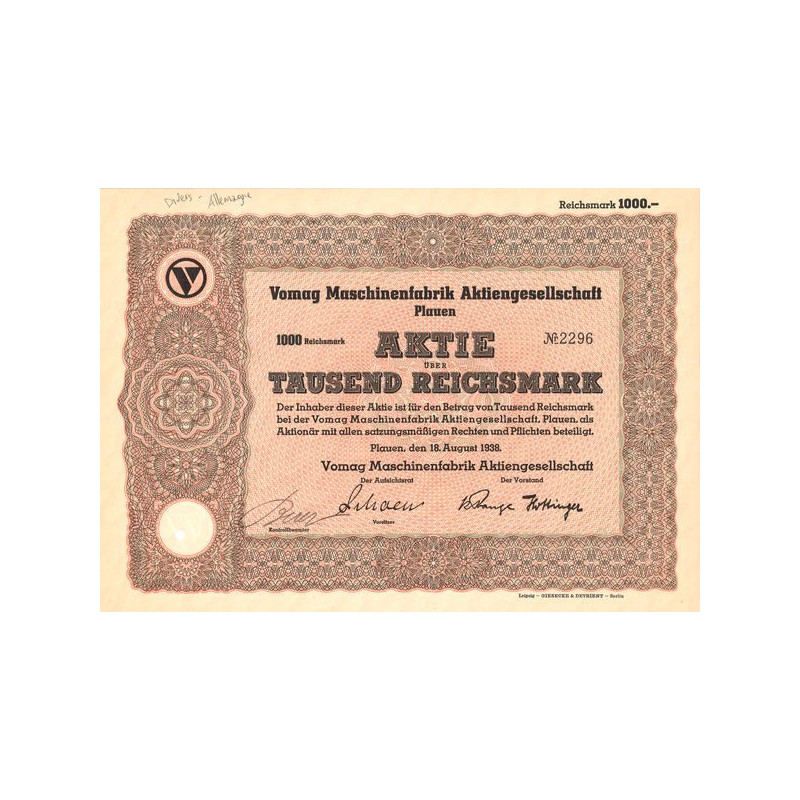 Divers - Allemagne
Reichsmark 1000.-
V
Vomag Maschinenfabrik Aktiengesellschaft
Plauen
1000 Reichsmark AKTIE № 2296
ÜBER
TAUSEND REICHSMARK
Der Inhaber dieser Aktie ist für den Betrag von Tausend Reichsmark
bei der Vomag Maschinenfabrik Aktiengesellschaft, Plauen, als
Aktionär mit allen satzungsmäßigen Rechten und Pflichten beteiligt.
Plauen, den 18. August 1938.
Vomag Maschinenfabrik Aktiengesellschaft
Der Aufsichtsrat Der Vorstand
Kontrollbeamter Vorsitzer
Leipzig - GIESECKE & DEVRIENT - Berlin